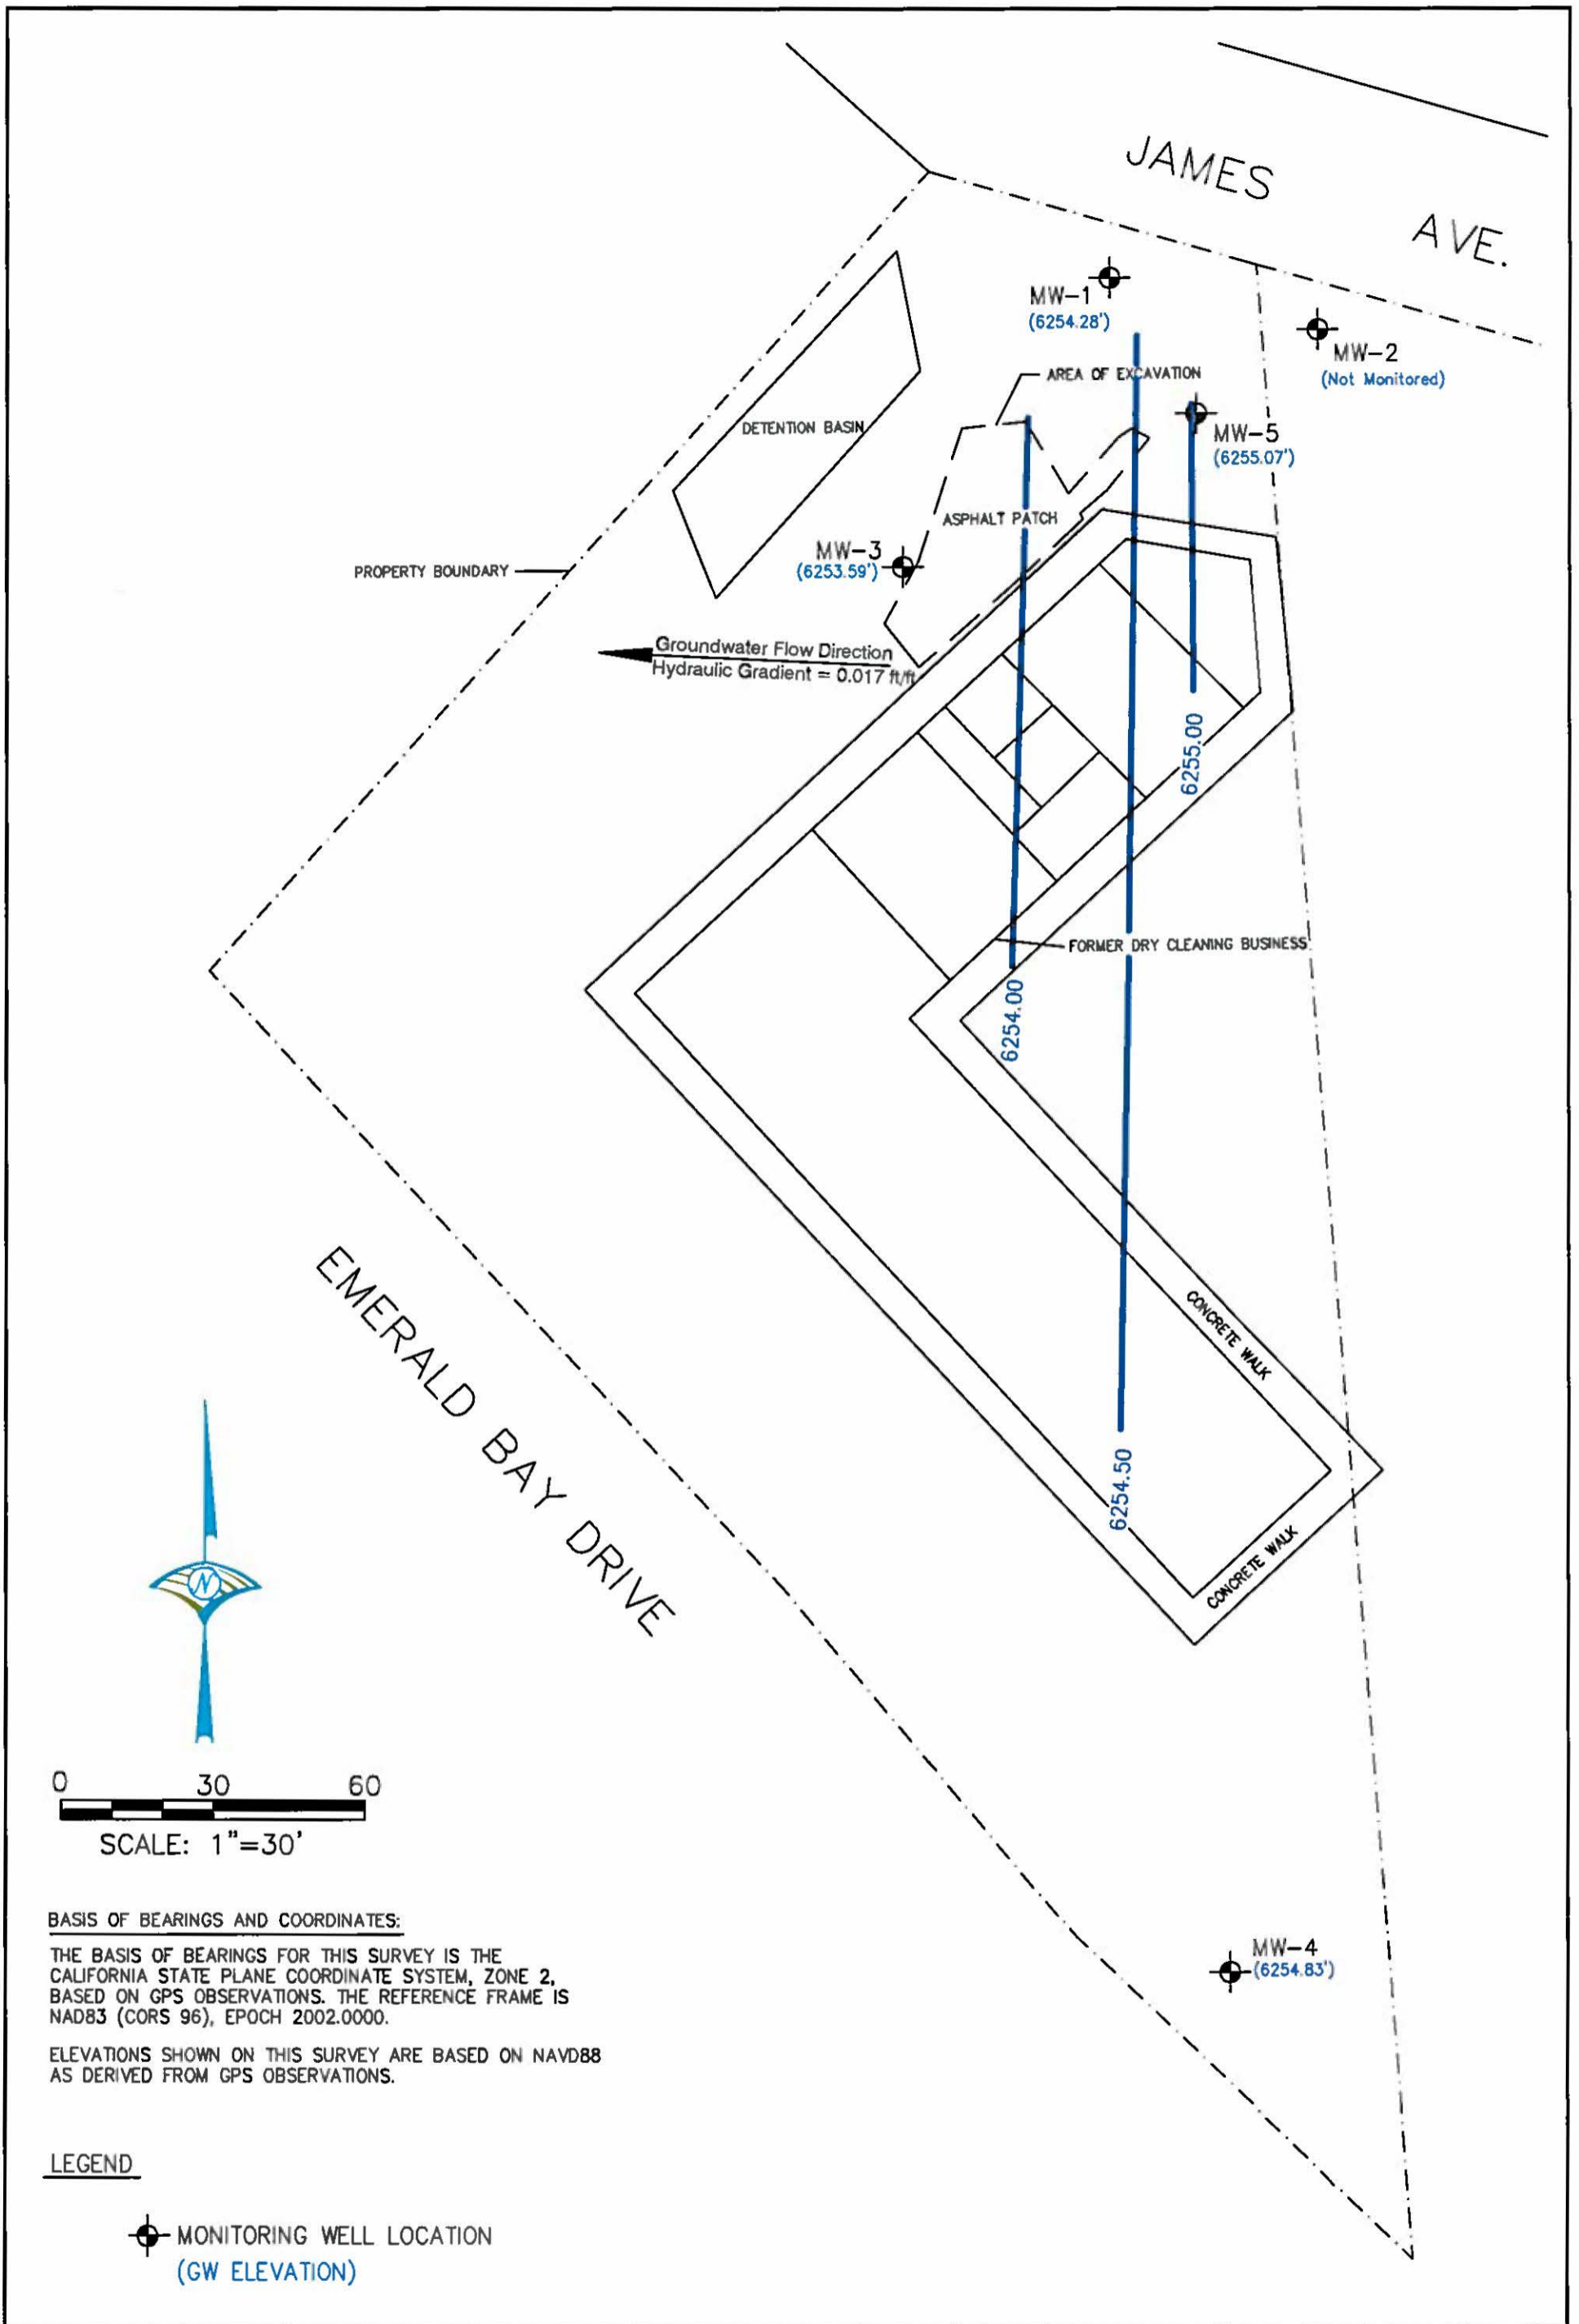 JAMES
AVE.
MW-1
(6254.28')
MW-2
(Not Monitored)
AREA OF EXCAVATION
DETENTION BASIN
MW-5
(6255.07')
ASPHALT PATCH
MW-3
(6253.59')
PROPERTY BOUNDARY
Groundwater Flow Direction
Hydraulic Gradient = 0.017 ft/ft
6255.00
FORMER DRY CLEANING BUSINESS
6254.00
EMERALD BAY DRIVE
CONCRETE WALK
6254.50
CONCRETE WALK
N
0 30 60
SCALE: 1"=30'
BASIS OF BEARINGS AND COORDINATES:
THE BASIS OF BEARINGS FOR THIS SURVEY IS THE
CALIFORNIA STATE PLANE COORDINATE SYSTEM, ZONE 2,
BASED ON GPS OBSERVATIONS. THE REFERENCE FRAME IS
NAD83 (CORS 96), EPOCH 2002.0000.
MW-4
(6254.83')
ELEVATIONS SHOWN ON THIS SURVEY ARE BASED ON NAVD88
AS DERIVED FROM GPS OBSERVATIONS.
LEGEND
MONITORING WELL LOCATION
(GW ELEVATION)